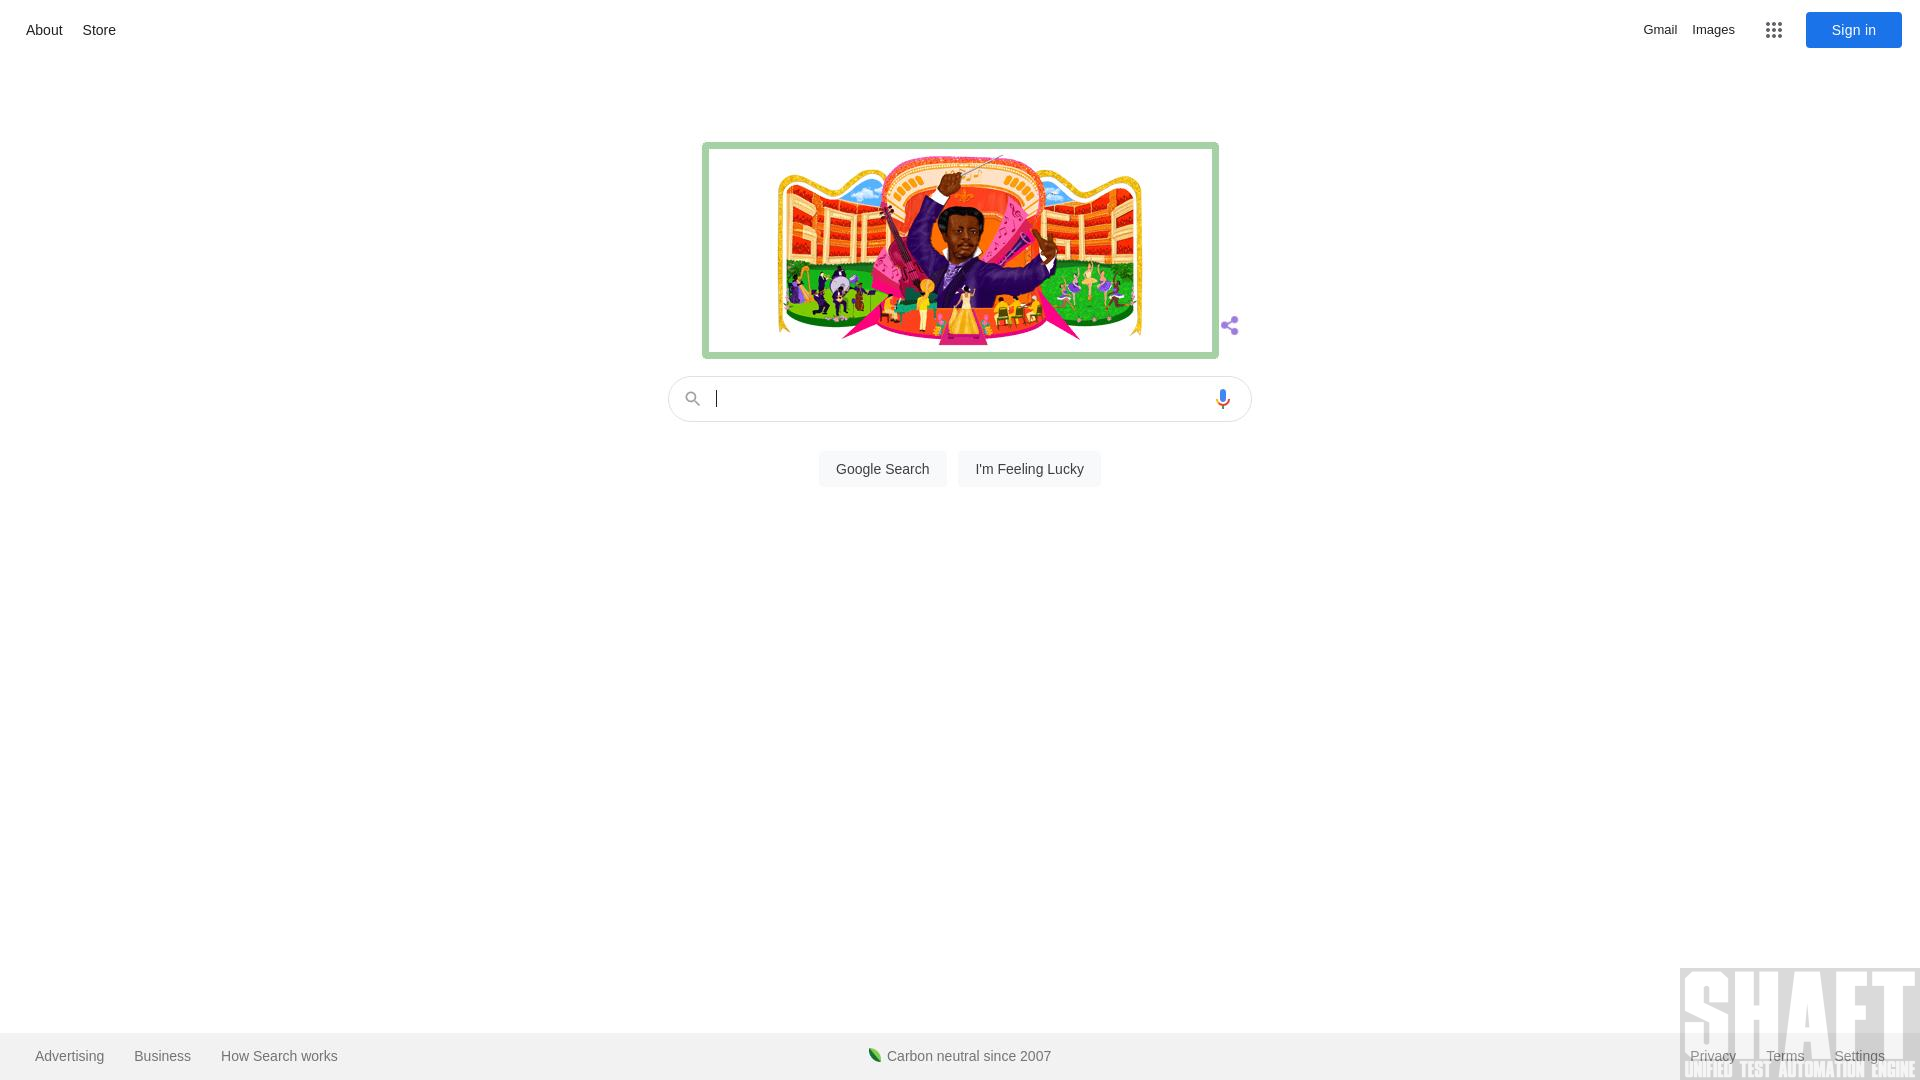 About Store
Gmail Images
Sign in
Google Search
I'm Feeling Lucky
Advertising Business How Search works
Carbon neutral since 2007
Privacy Terms Settings
SHAFT
UNIFIED TEST AUTOMATION ENGINE